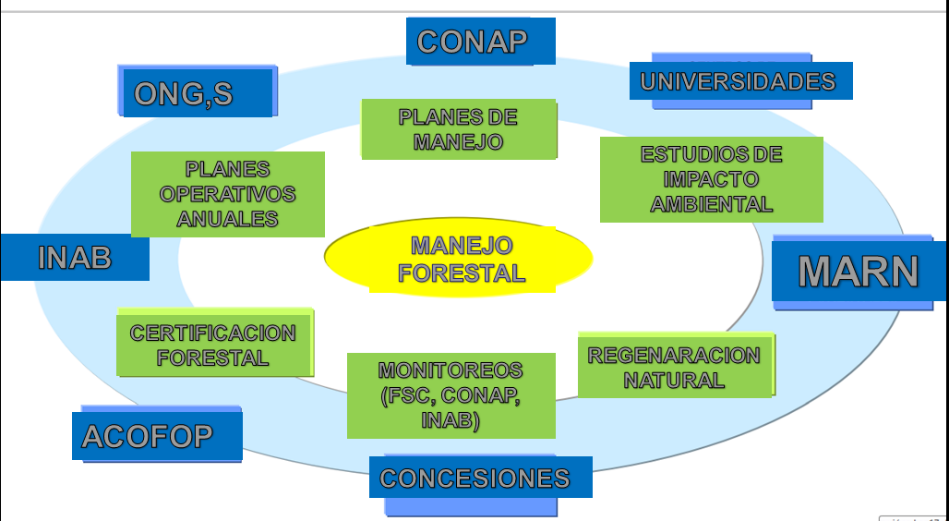 CONAP
UNIVERSIDADES
ONG,S
PLANES DE
MANEJO
ESTUDIOS DE
IMPACTO
AMBIENTAL
PLANES
OPERATIVOS
ANUALES
INAB
MANEJO
FORESTAL
MARN
CERTIFICACION
FORESTAL
MONITOREOS
(FSC, CONAP,
INAB)
REGENARACION
NATURAL
ACOFOP
CONCESIONES